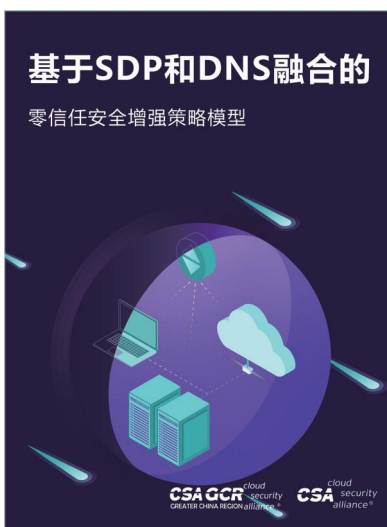 基于SDP和DNS融合的
零信任安全增强策略模型
CSA GCR cloud security alliance®
GREATER CHINA REGION
CSA cloud security alliance®